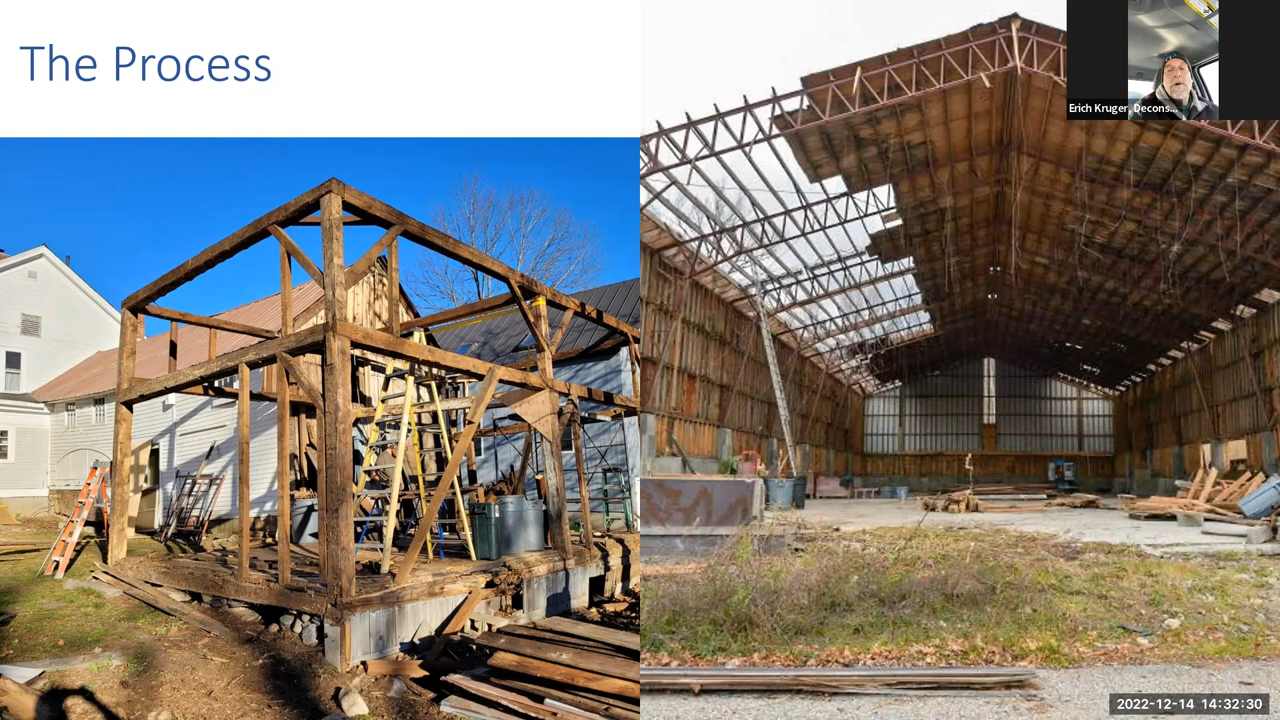 The Process
Erich Kruger, Decons...
2022-12-14 14:32:30